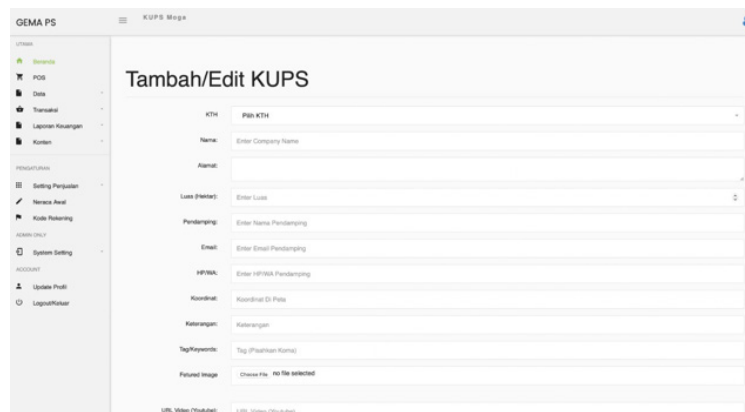 GEMA PS
KUPS Moga
UTAMA
Beranda
POS
Data
Transaksi
Laporan Keuangan
Konten
PENGATURAN
Setting Penjualan
Neraca Awal
Kode Rekening
ADMIN ONLY
System Setting
ACCOUNT
Update Profil
Logout/Keluar
Tambah/Edit KUPS
KTH Pilih KTH
Nama: Enter Company Name
Alamat:
Luas (Hektar): Enter Luas
Pendamping: Enter Nama Pendamping
Email: Enter Email Pendamping
HP/WA: Enter HP/WA Pendamping
Koordinat: Koordinat Di Peta
Keterangan: Keterangan
Tag/Keywords: Tag (Pisahkan Koma)
Fetured Image Choose File no file selected
URL Video (Youtube): URL Video (Youtube)